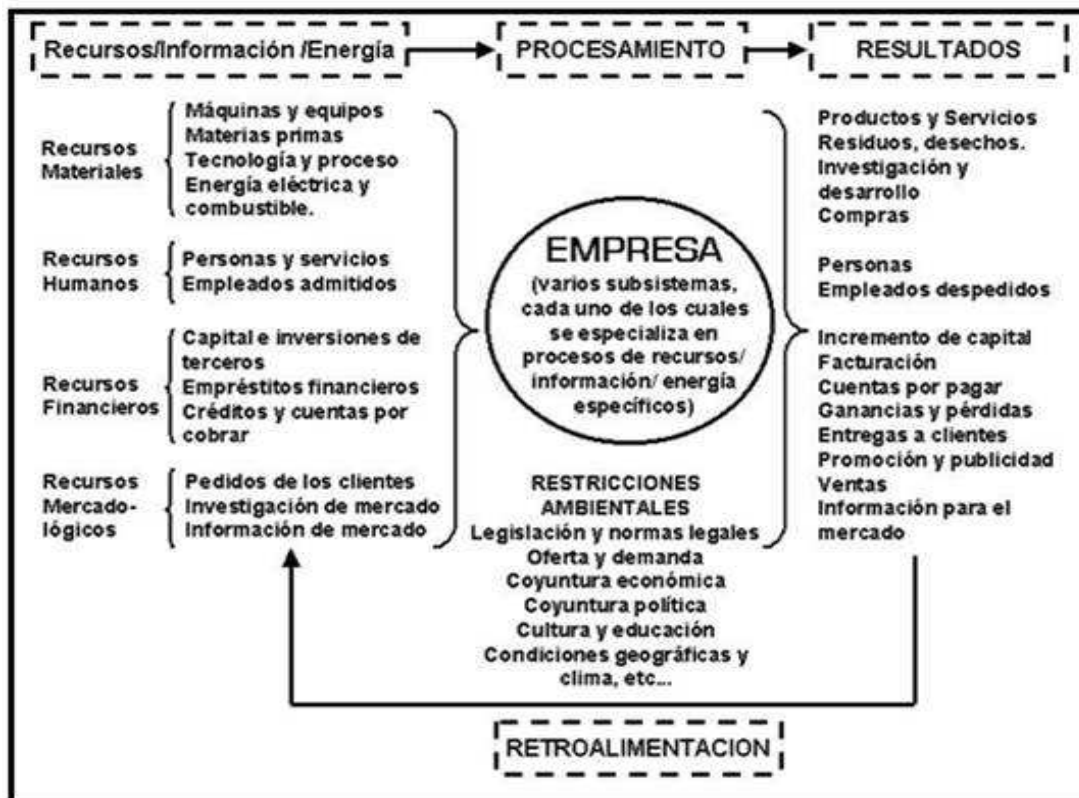 Recursos/Información /Energía
PROCESAMIENTO
RESULTADOS
Recursos
Materiales
Máquinas y equipos
Materias primas
Tecnología y proceso
Energía eléctrica y
combustible.
Recursos
Humanos
Personas y servicios
Empleados admitidos
Recursos
Financieros
Capital e inversiones de
terceros
Empréstitos financieros
Créditos y cuentas por
cobrar
Recursos
Mercado-
lógicos
Pedidos de los clientes
Investigación de mercado
Información de mercado
EMPRESA
(varios subsistemas,
cada uno de los cuales
se especializa en
procesos de recursos/
información/ energía
específicos)
RESTRICCIONES
AMBIENTALES
Legislación y normas legales
Oferta y demanda
Coyuntura económica
Coyuntura política
Cultura y educación
Condiciones geográficas y
clima, etc...
Productos y Servicios
Residuos, desechos.
Investigación y
desarrollo
Compras
Personas
Empleados despedidos
Incremento de capital
Facturación
Cuentas por pagar
Ganancias y pérdidas
Entregas a clientes
Promoción y publicidad
Ventas
Información para el
mercado
RETROALIMENTACION